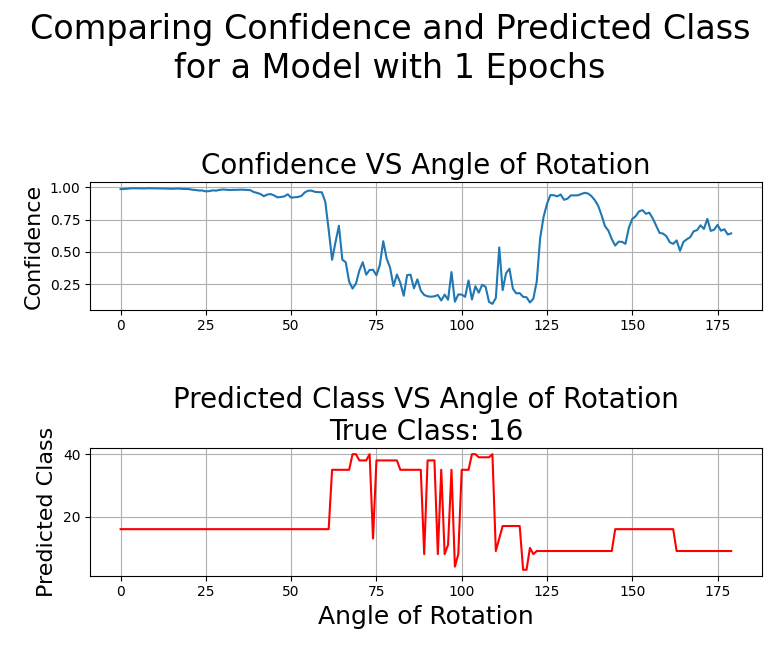 Comparing Confidence and Predicted Class
for a Model with 1 Epochs
Confidence VS Angle of Rotation
Confidence
1.00
0.75
0.50
0.25
0 25 50 75 100 125 150 175
Predicted Class VS Angle of Rotation
True Class: 16
Predicted Class
40
20
0 25 50 75 100 125 150 175
Angle of Rotation